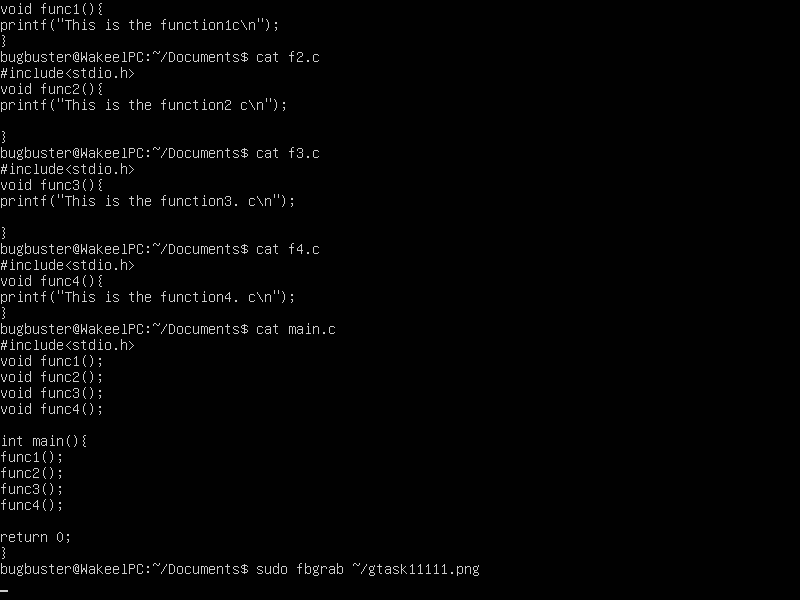 void func1(){
printf("This is the function1c\n");
}
bugbuster@WakeelPC:~/Documents$ cat f2.c
#include<stdio.h>
void func2(){
printf("This is the function2 c\n");
}
bugbuster@WakeelPC:~/Documents$ cat f3.c
#include<stdio.h>
void func3(){
printf("This is the function3. c\n");
}
bugbuster@WakeelPC:~/Documents$ cat f4.c
#include<stdio.h>
void func4(){
printf("This is the function4. c\n");
}
bugbuster@WakeelPC:~/Documents$ cat main.c
#include<stdio.h>
void func1();
void func2();
void func3();
void func4();
int main(){
func1();
func2();
func3();
func4();
return 0;
}
bugbuster@WakeelPC:~/Documents$ sudo fbgrab ~/gtask11111.png